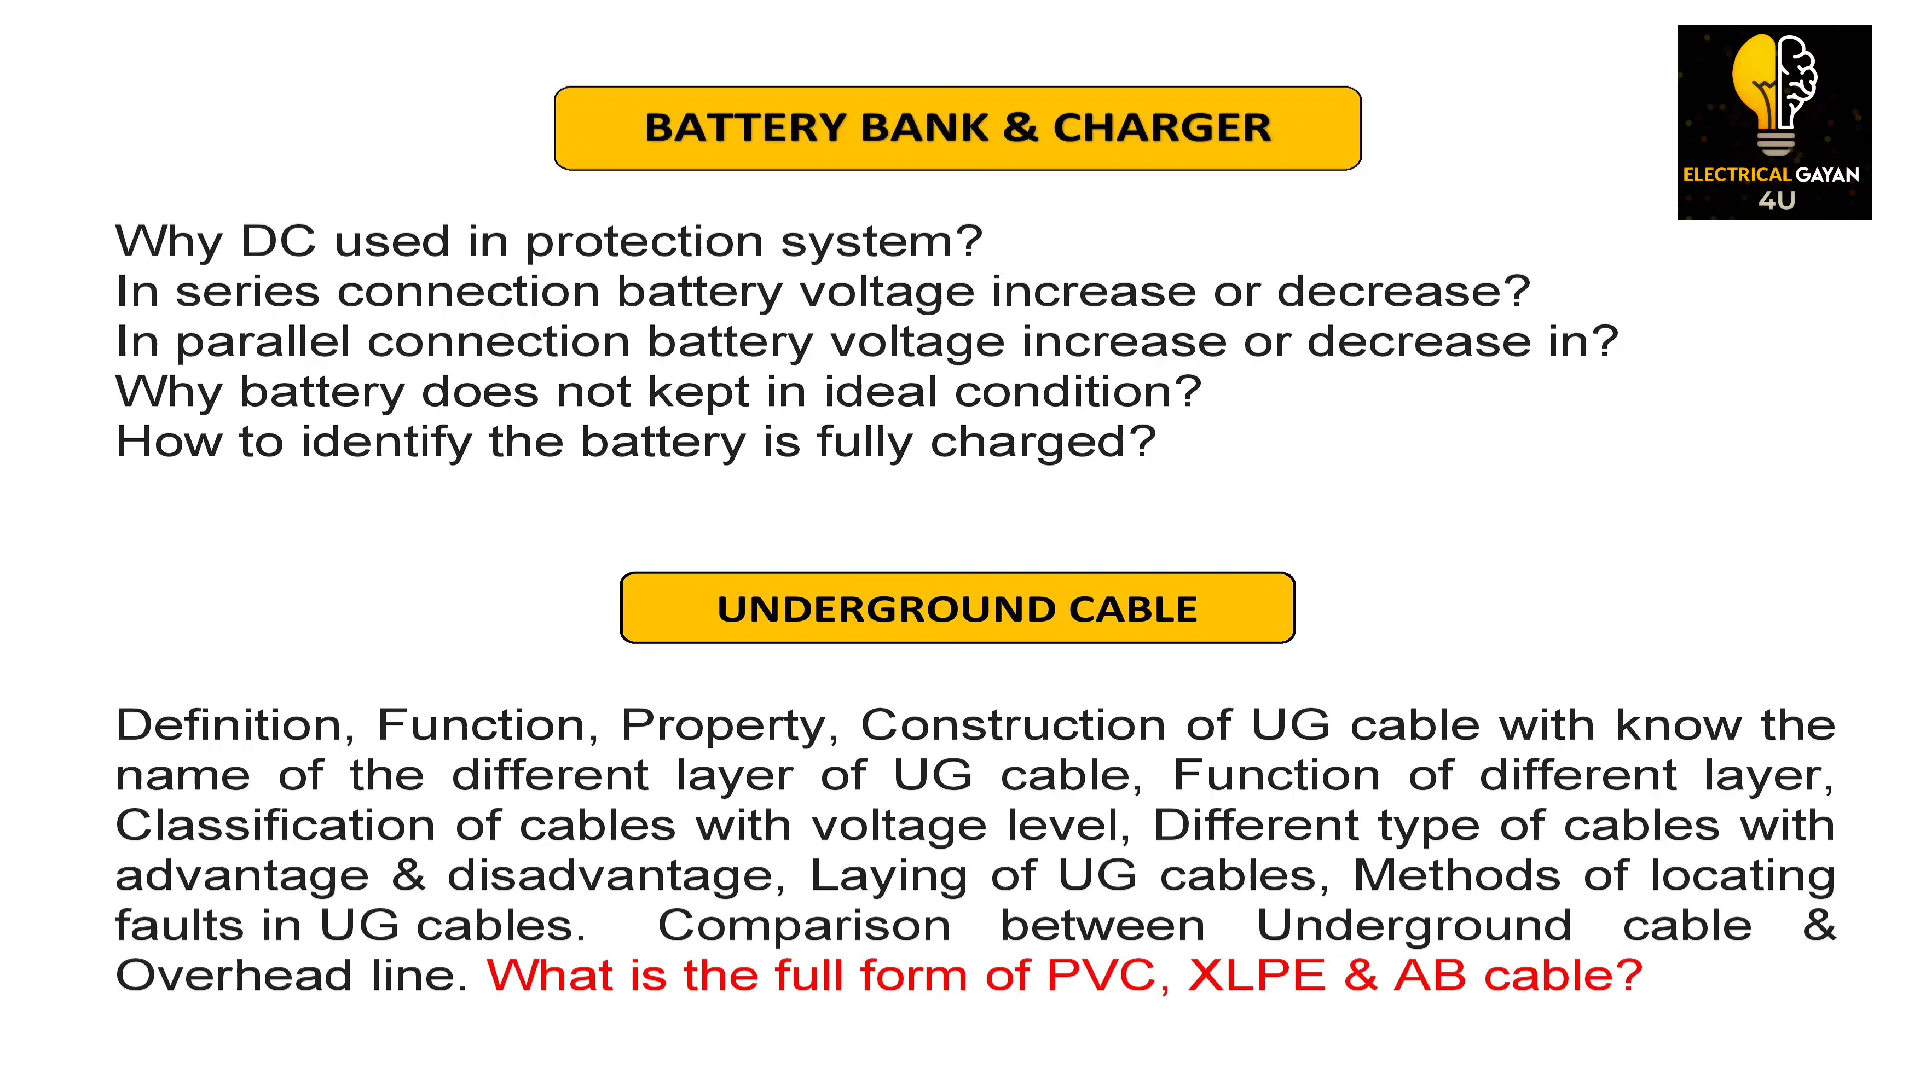 BATTERY BANK & CHARGER
ELECTRICAL GAYAN
4U
Why DC used in protection system?
In series connection battery voltage increase or decrease?
In parallel connection battery voltage increase or decrease in?
Why battery does not kept in ideal condition?
How to identify the battery is fully charged?
UNDERGROUND CABLE
Definition, Function, Property, Construction of UG cable with know the
name of the different layer of UG cable, Function of different layer,
Classification of cables with voltage level, Different type of cables with
advantage & disadvantage, Laying of UG cables, Methods of locating
faults in UG cables. Comparison between Underground cable &
Overhead line. What is the full form of PVC, XLPE & AB cable?